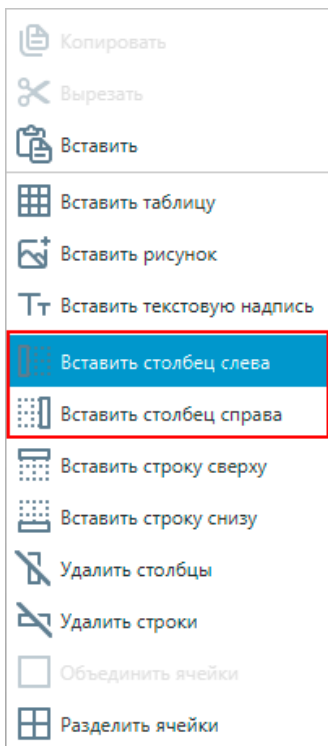 Копировать
Вырезать
Вставить
Вставить таблицу
Вставить рисунок
Вставить текстовую надпись
Вставить столбец слева
Вставить столбец справа
Вставить строку сверху
Вставить строку снизу
Удалить столбцы
Удалить строки
Объединить ячейки
Разделить ячейки